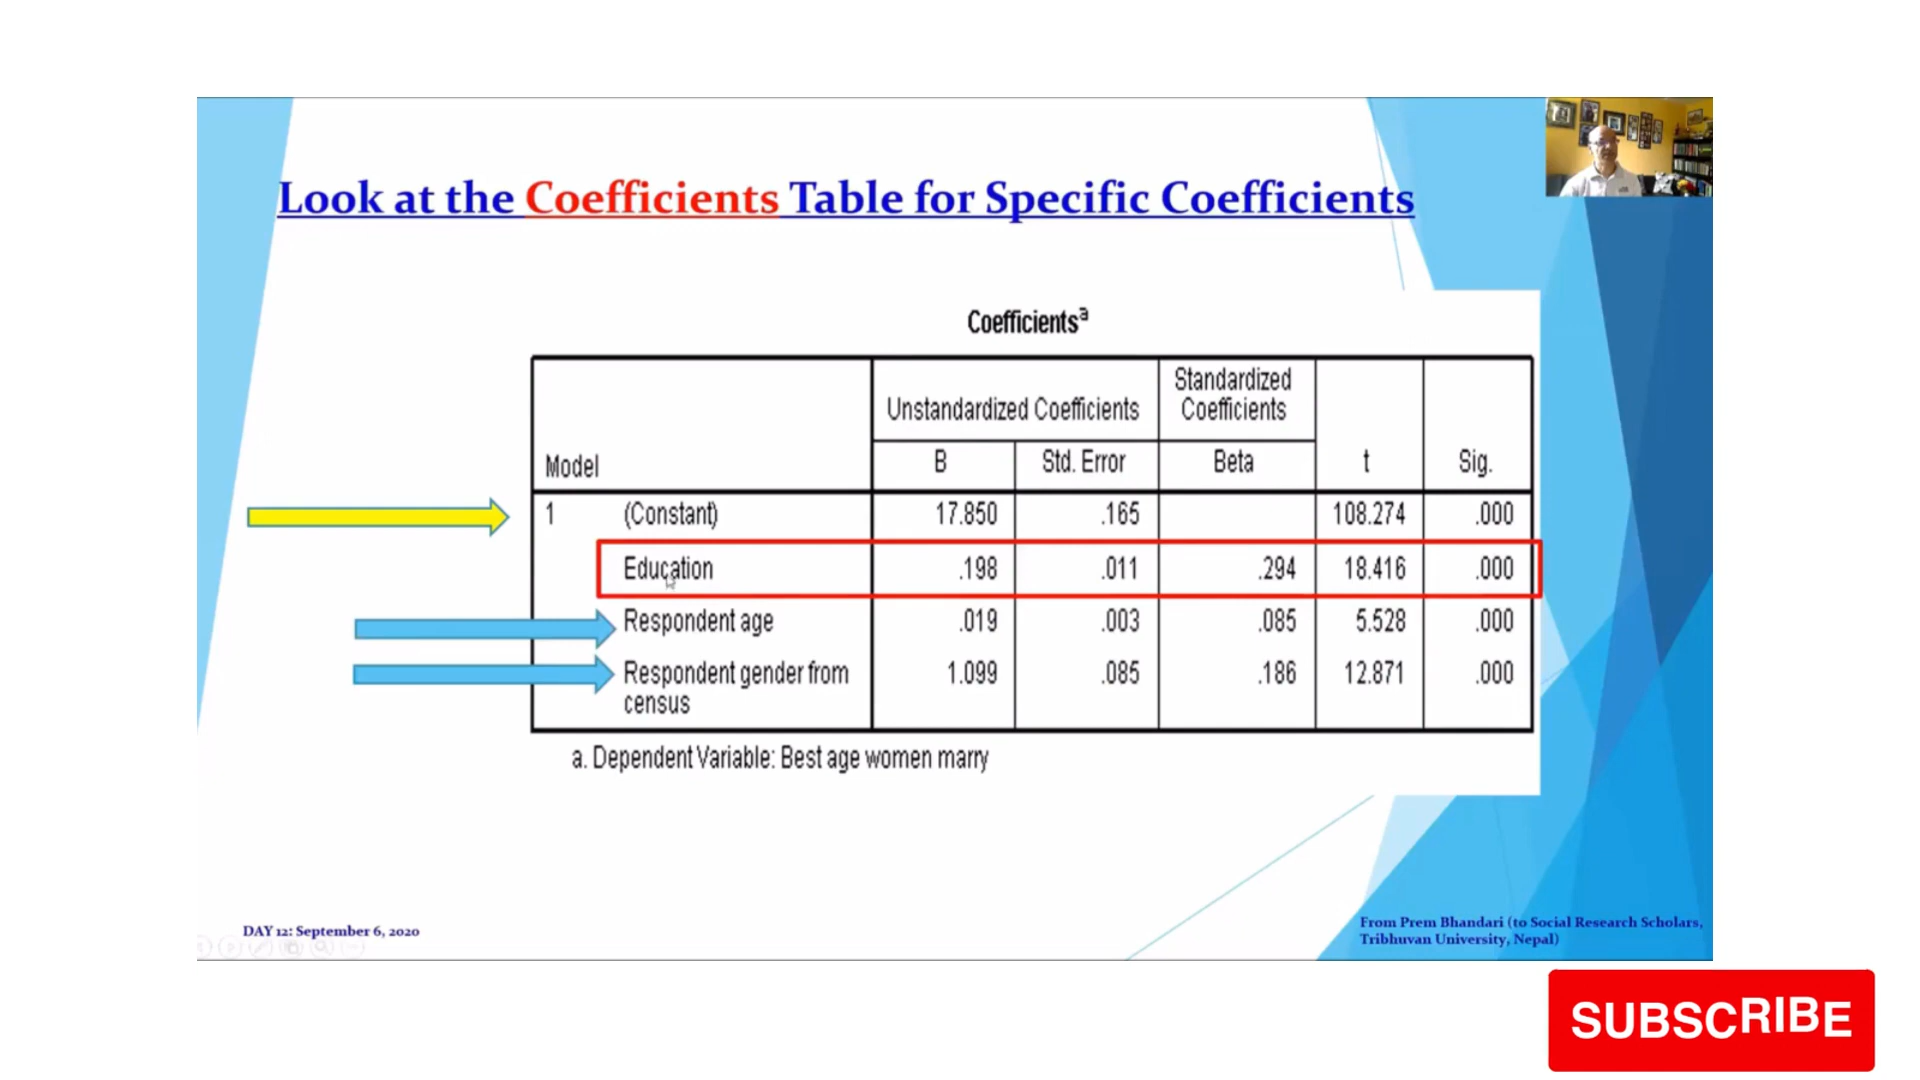 Look at the Coefficients Table for Specific Coefficients
Coefficientsa
Model
Unstandardized Coefficients
Standardized
Coefficients
t
Sig.
B
Std. Error
Beta
1 (Constant) 17.850 .165 108.274 .000
Education .198 .011 .294 18.416 .000
Respondent age .019 .003 .085 5.528 .000
Respondent gender from 1.099 .085 .186 12.871 .000
census
a. Dependent Variable: Best age women marry
DAY 12: September 6, 2020
From Prem Bhandari (to Social Research Scholars,
Tribhuvan University, Nepal)
SUBSCRIBE